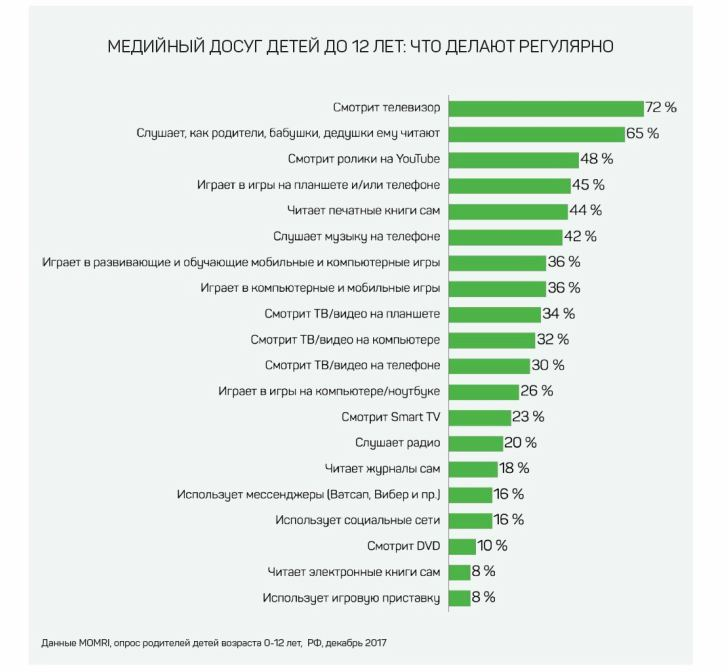 МЕДИЙНЫЙ ДОСУГ ДЕТЕЙ ДО 12 ЛЕТ: ЧТО ДЕЛАЮТ РЕГУЛЯРНО
Смотрит телевизор 72 %
Слушает, как родители, бабушки, дедушки ему читают 65 %
Смотрит ролики на YouTube 48 %
Играет в игры на планшете и/или телефоне 45 %
Читает печатные книги сам 44 %
Слушает музыку на телефоне 42 %
Играет в развивающие и обучающие мобильные и компьютерные игры 36 %
Играет в компьютерные и мобильные игры 36 %
Смотрит ТВ/видео на планшете 34 %
Смотрит ТВ/видео на компьютере 32 %
Смотрит ТВ/видео на телефоне 30 %
Играет в игры на компьютере/ноутбуке 26 %
Смотрит Smart TV 23 %
Слушает радио 20 %
Читает журналы сам 18 %
Использует мессенджеры (Ватсап, Вибер и пр.) 16 %
Использует социальные сети 16 %
Смотрит DVD 10 %
Читает электронные книги сам 8 %
Использует игровую приставку 8 %
Данные MOMRI, опрос родителей детей возраста 0-12 лет, РФ, декабрь 2017